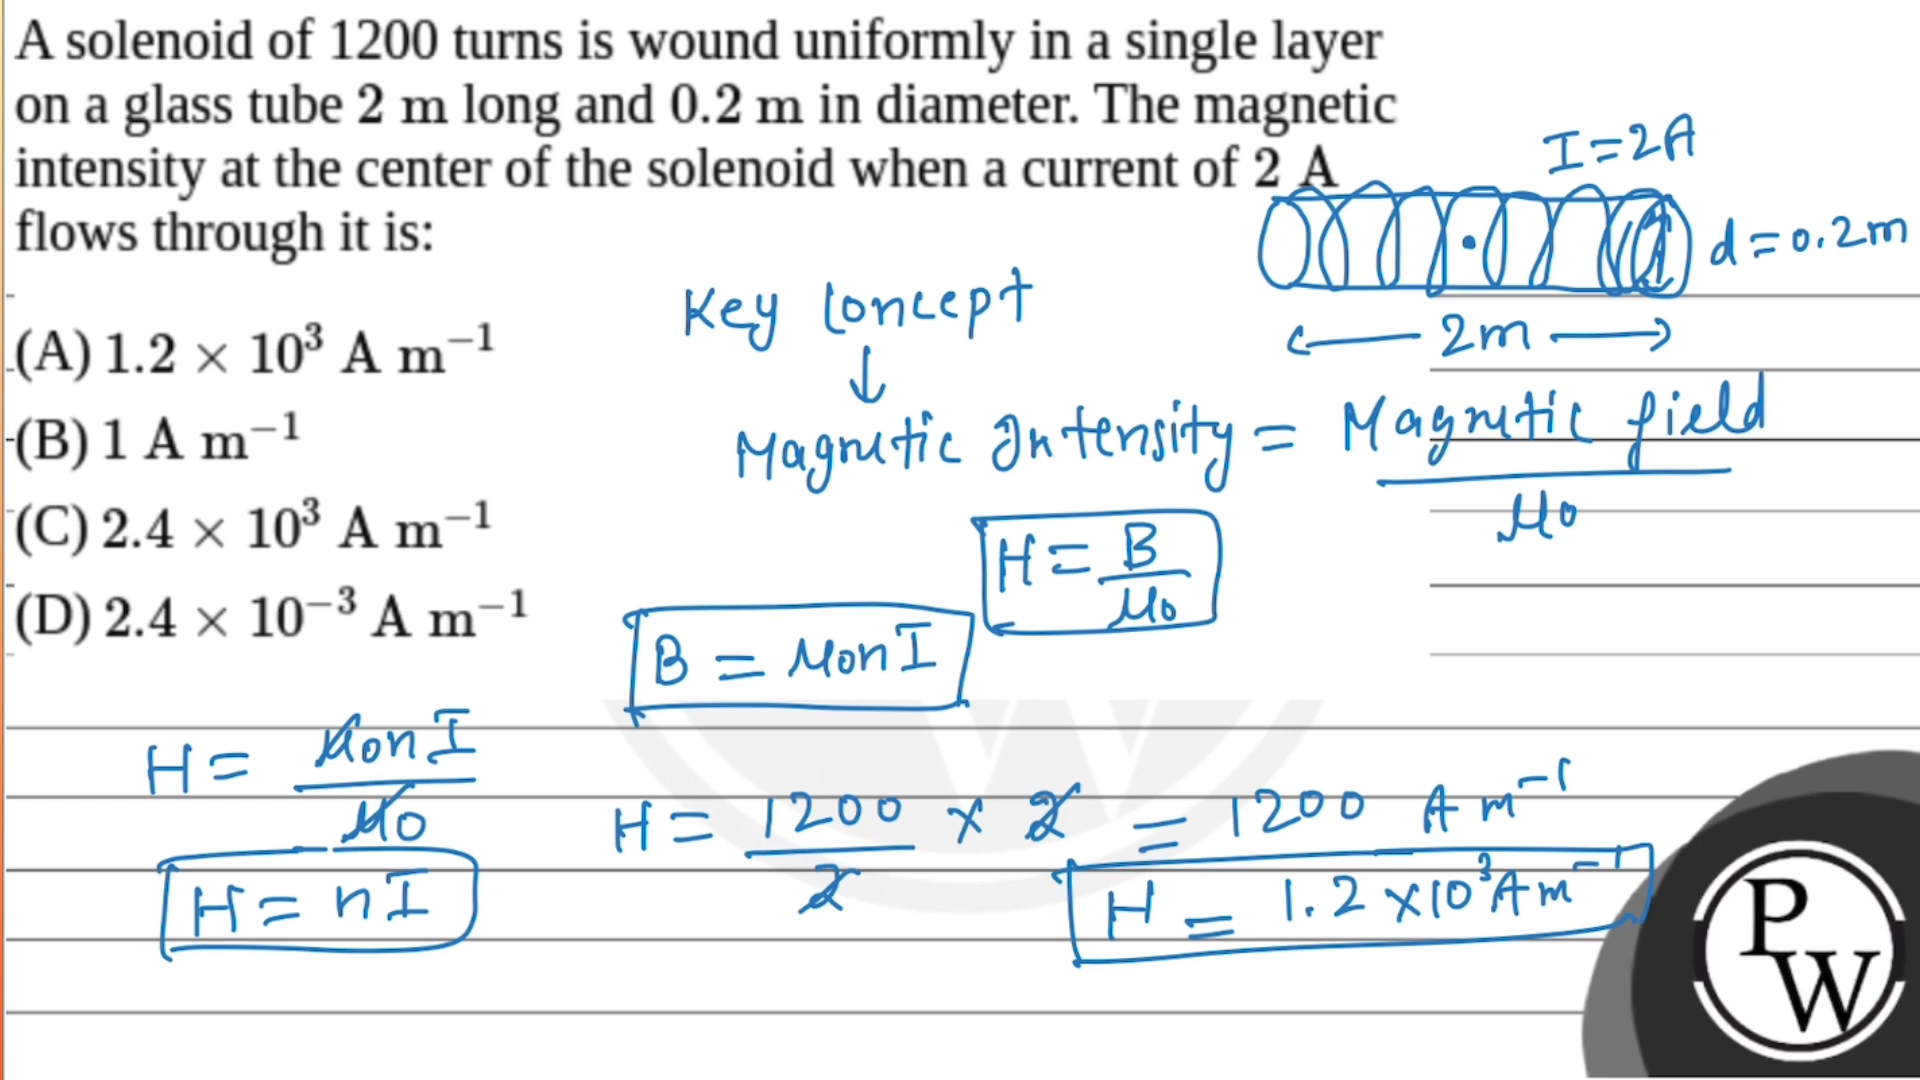 A solenoid of 1200 turns is wound uniformly in a single layer
on a glass tube 2 m long and 0.2 m in diameter. The magnetic
intensity at the center of the solenoid when a current of 2 A
flows through it is:
I = 2A
d = 0.2m
2m
(A) 1.2 × 10³ A m⁻¹
(B) 1 A m⁻¹
(C) 2.4 × 10³ A m⁻¹
(D) 2.4 × 10⁻³ A m⁻¹
Key Concept
↓
Magnetic Intensity = Magnetic field / μ₀
H = B / μ₀
B = μ₀nI
H = μ₀nI / μ₀
H = nI
H = 1200 / 2 × 2 = 1200 A m⁻¹
H = 1.2 × 10³ A m⁻¹
PW